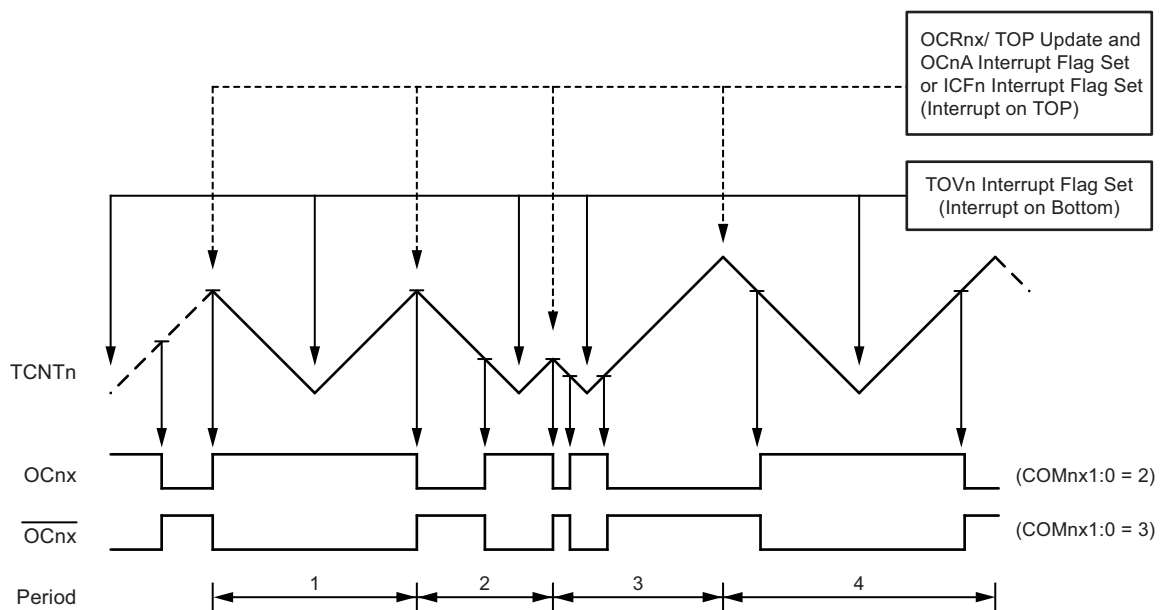 OCRnx/ TOP Update and
OCnA Interrupt Flag Set
or ICFn Interrupt Flag Set
(Interrupt on TOP)
TOVn Interrupt Flag Set
(Interrupt on Bottom)
TCNTn
OCnx
(COMnx1:0 = 2)
OCnx
(COMnx1:0 = 3)
Period
1
2
3
4